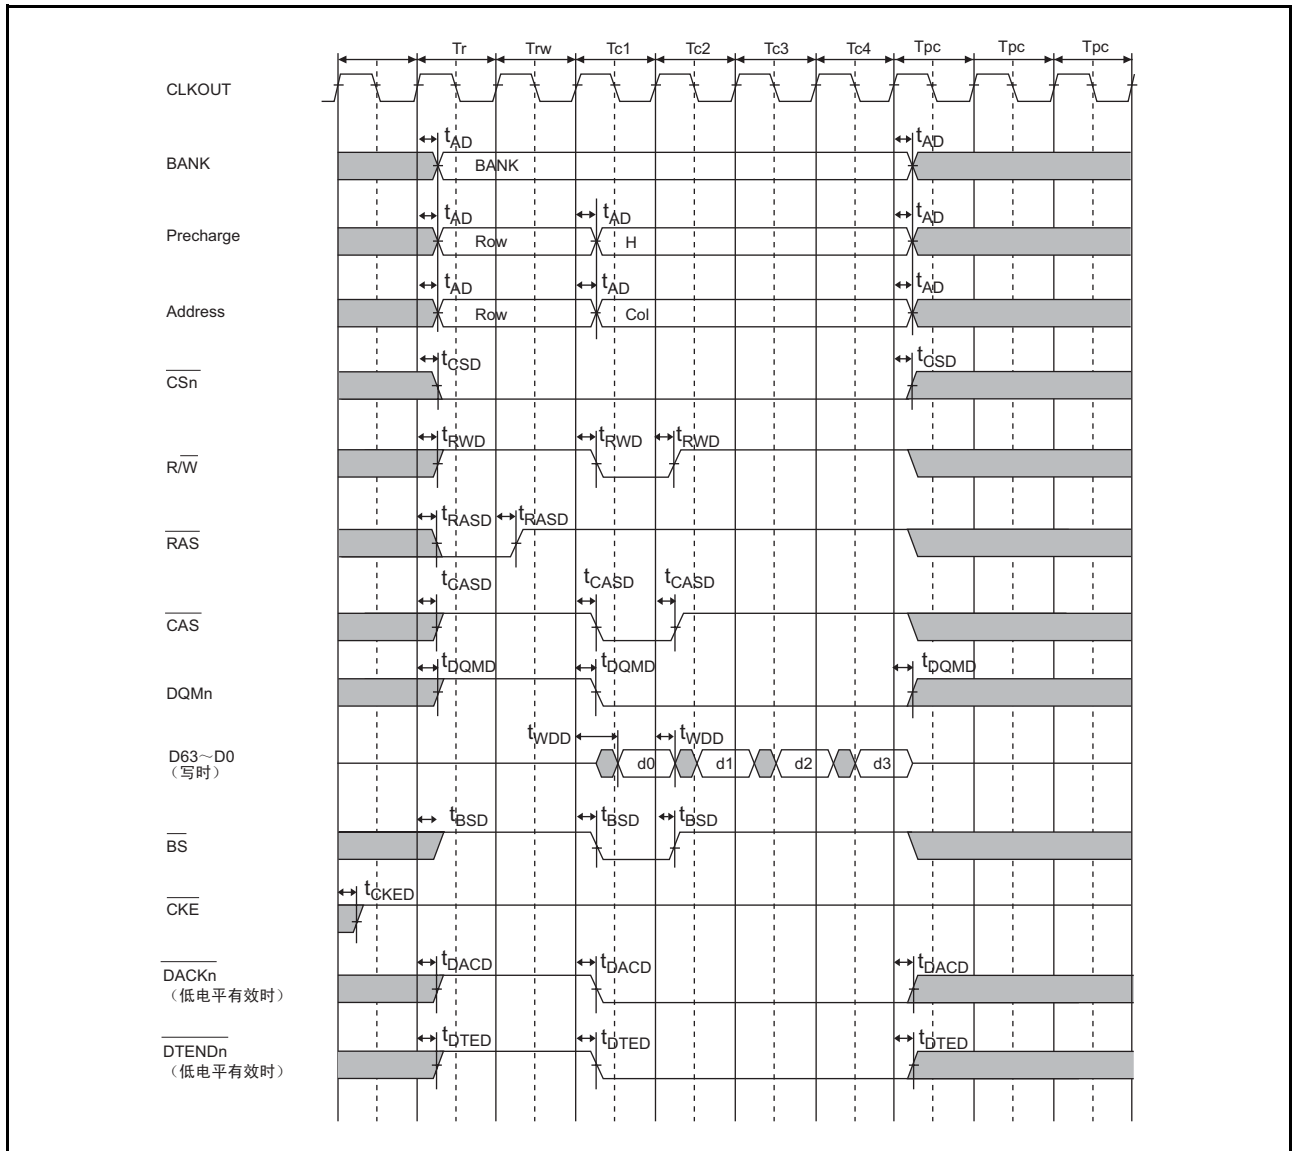 Tr Trw Tc1 Tc2 Tc3 Tc4 Tpc Tpc Tpc
CLKOUT
tAD tAD
BANK BANK
tAD tAD tAD
Precharge Row H
tAD tAD tAD
Address Row Col
tCSD tCSD
CSn
tRWD tRWD tRWD
R/W
tRASD tRASD
RAS
tCASD tCASD tCASD
CAS
tDQMD tDQMD tDQMD
DQMn
tWDD tWDD
D63～D0 d0 d1 d2 d3
（写时）
tBSD tBSD tBSD
BS
tCKED
CKE
tDACD tDACD tDACD
DACKn
（低电平有效时）
tDTED tDTED tDTED
DTENDn
（低电平有效时）